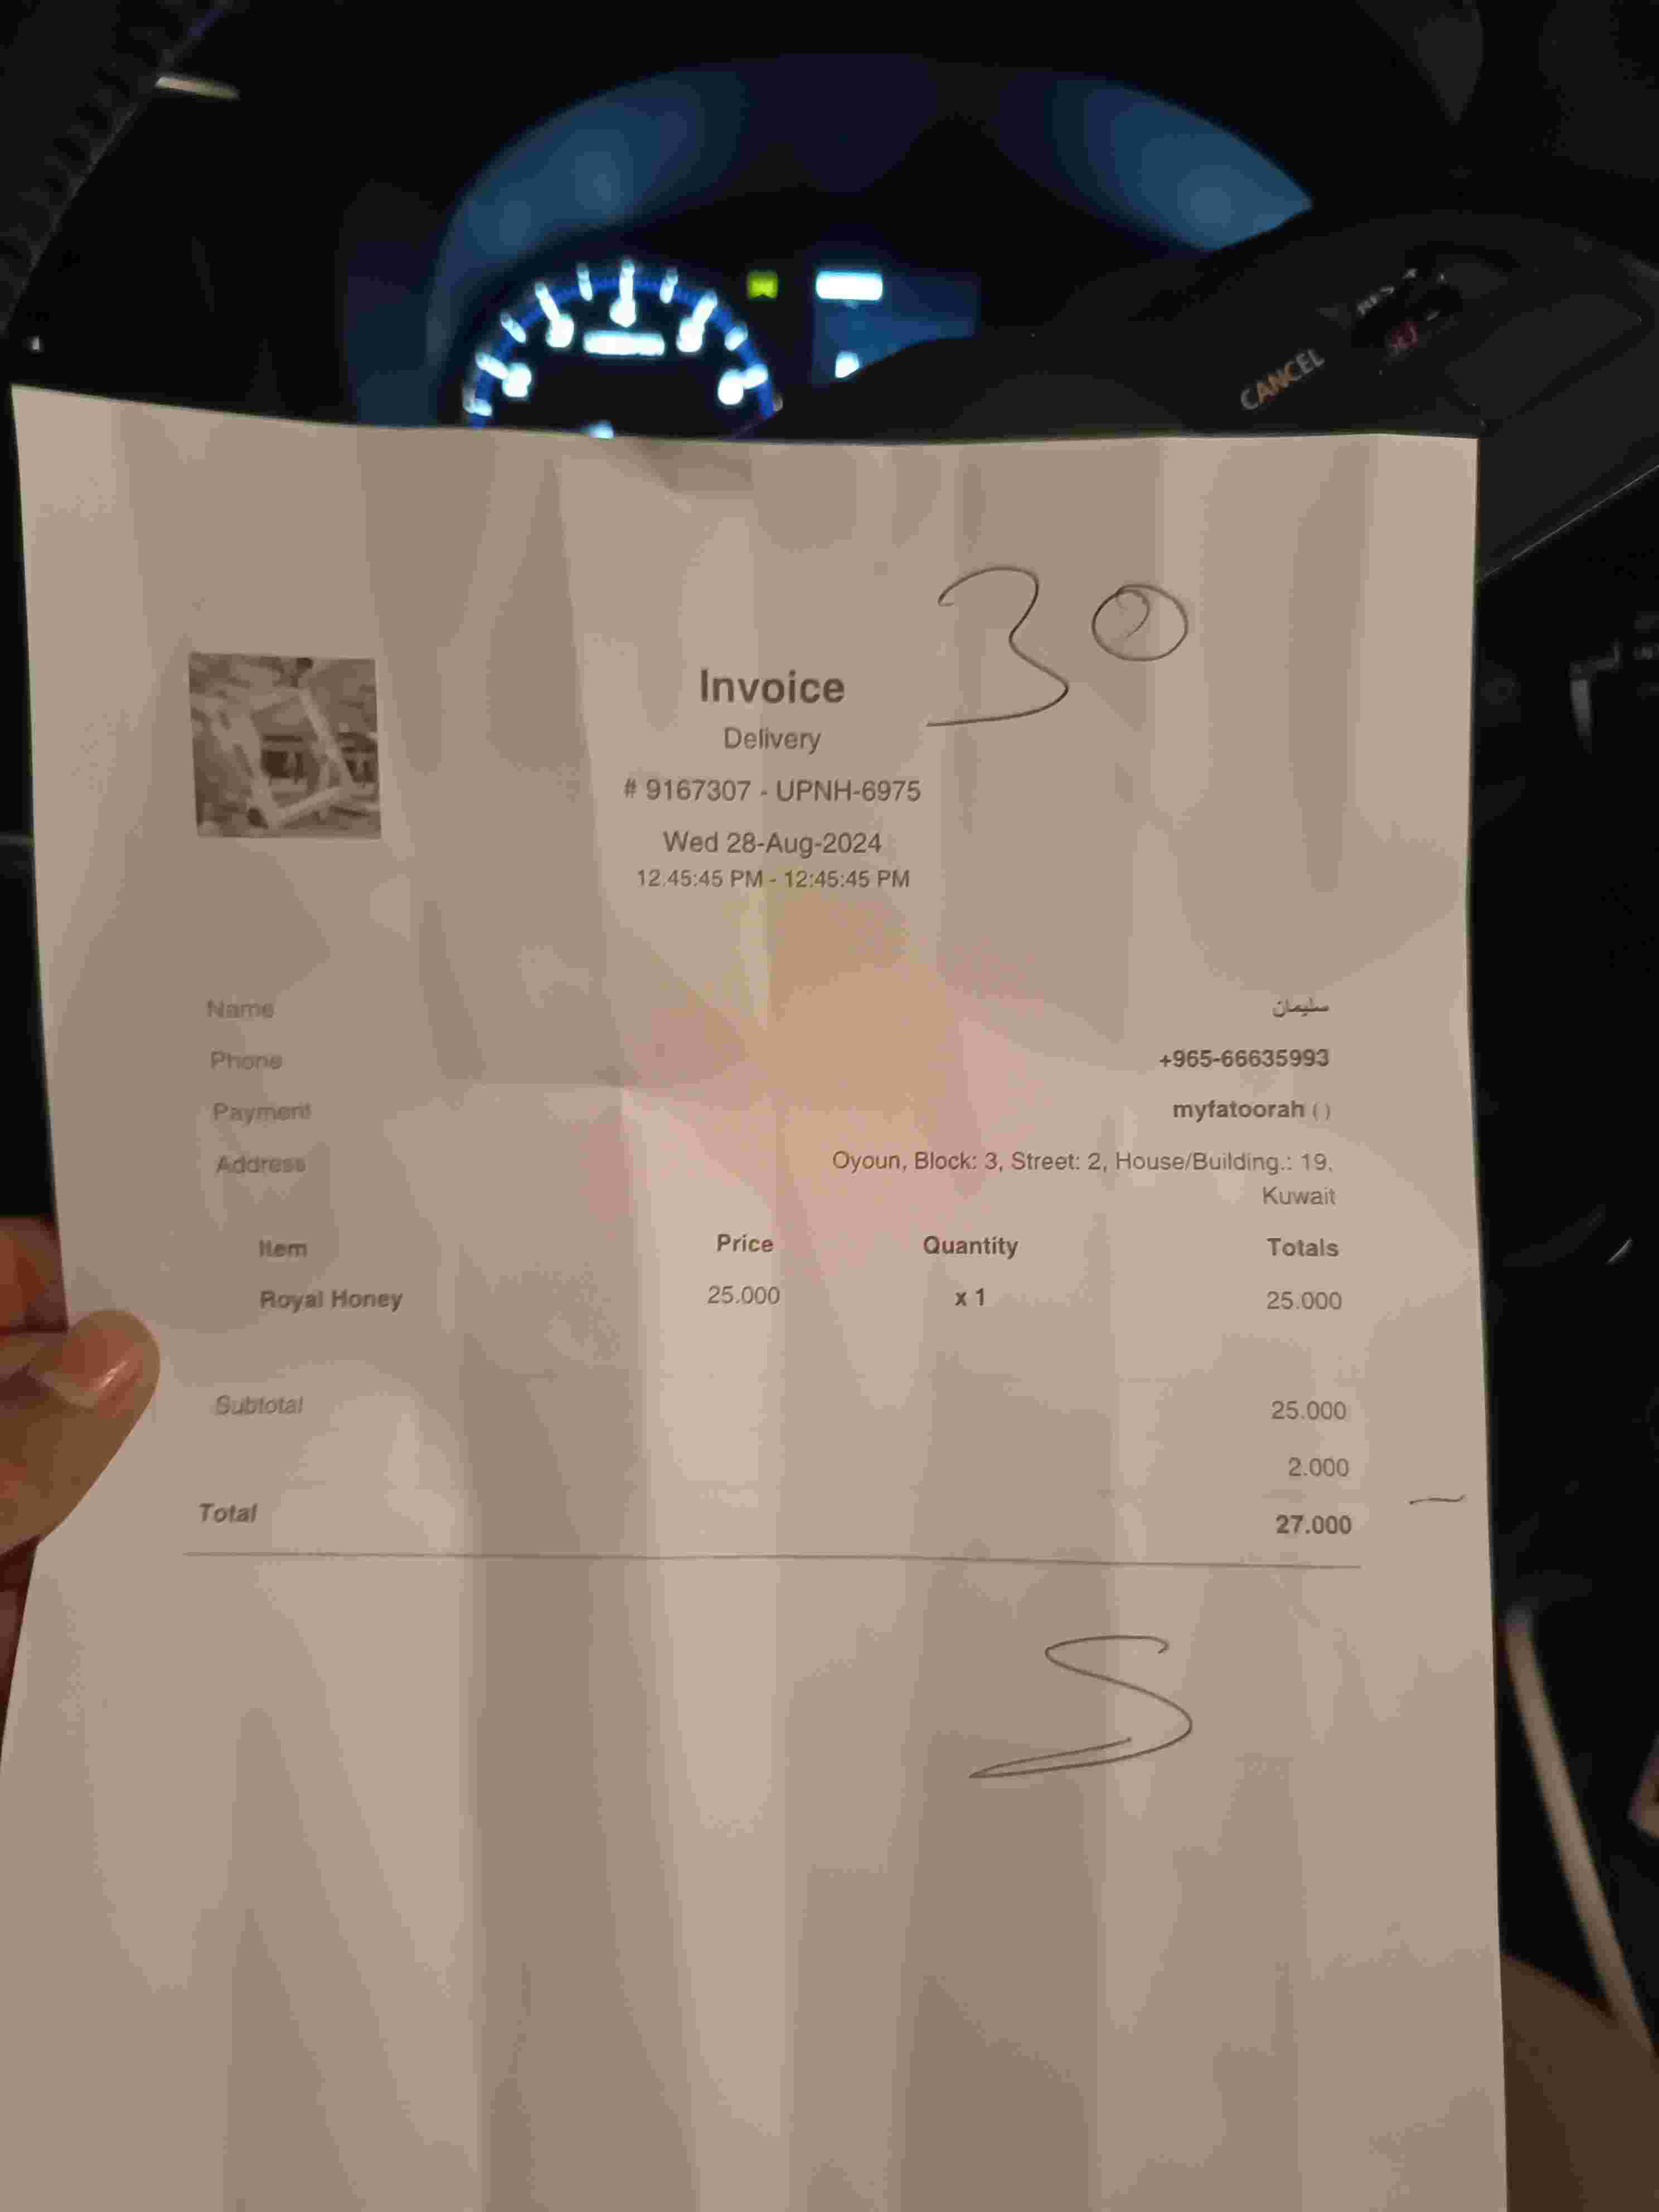 CANCEL
3 2
Invoice
Delivery
# 9167307 - UPNH-6975
Wed 28-Aug-2024
12:45:45 PM - 12:45:45 PM
Name سليمان
Phone +965-66635993
Payment myfatoorah ( )
Address Oyoun, Block: 3, Street: 2, House/Building.: 19,
Kuwait
Item Price Quantity Totals
Royal Honey 25.000 x 1 25.000
Subtotal 25.000
2.000
Total 27.000